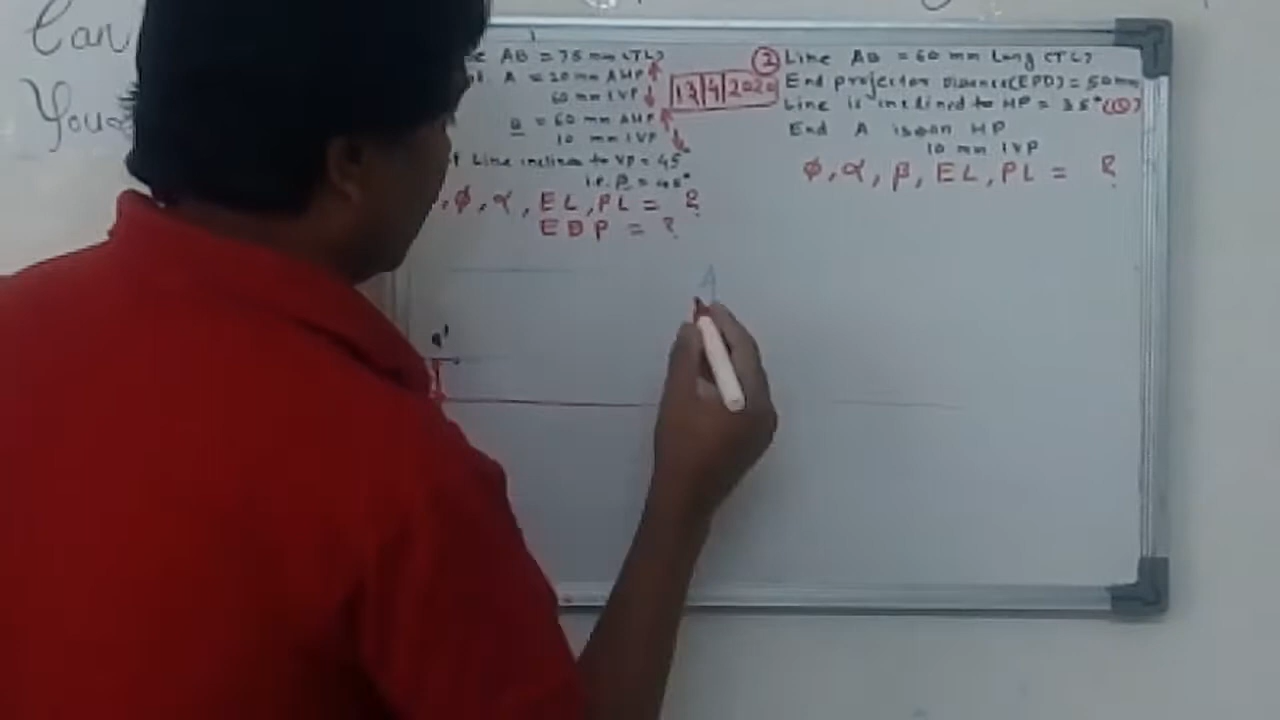 Can
You
AB = 75 mm (TL)
A = 20 mm AHP
60 mm IVP
13/4/2020
B = 60 mm AHP
10 mm IVP
Line inclines to VP = 45°
i.e. β = 45°
, φ, α, EL, PL = ?
EDP = ?
② Line AB = 60 mm Long (TL)
End projector Distance (EPD) = 50 mm
Line is inclined to HP = 35° (θ)
End A is on HP
10 mm IVP
φ, α, β, EL, PL = ?
a'